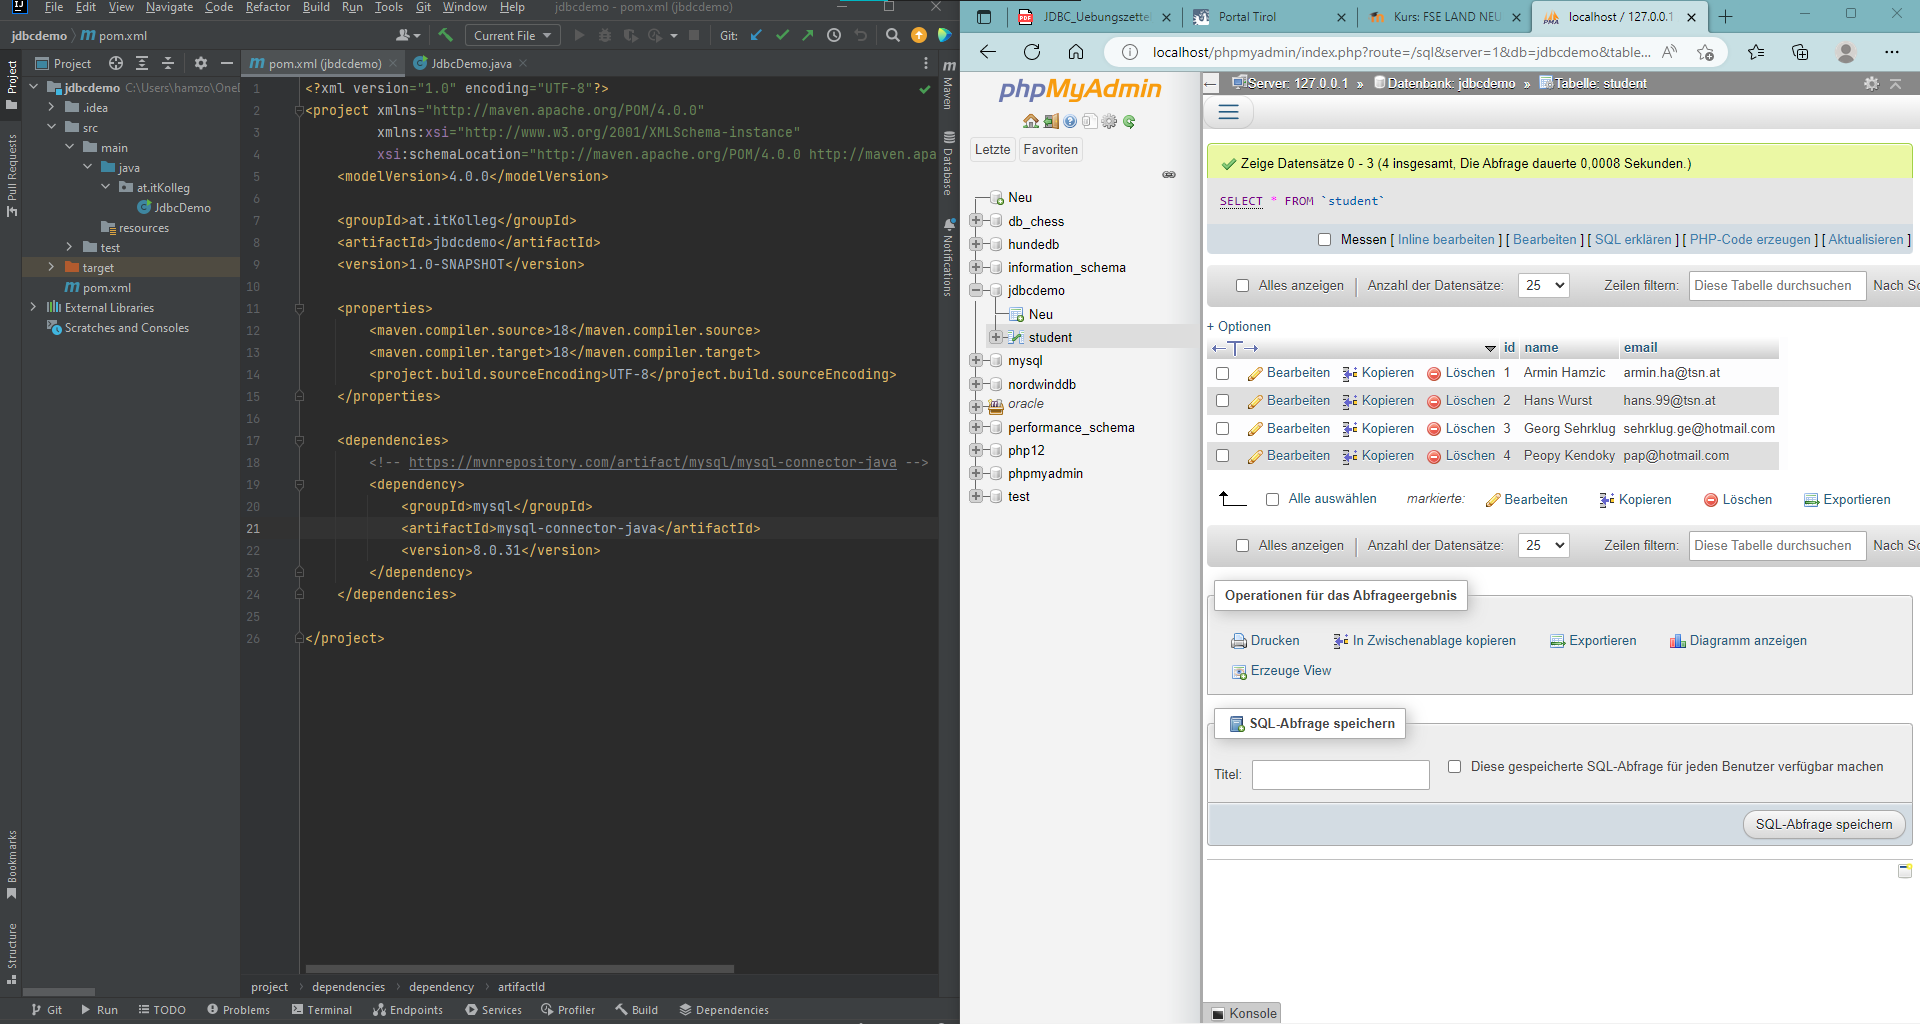 File Edit View Navigate Code Refactor Build Run Tools Git Window Help jdbcdemo - pom.xml (jbdcdemo)
jdbcdemo pom.xml Current File Git:
Project pom.xml (jbdcdemo) JdbcDemo.java
jdbcdemo C:\Users\hamzo\OneI
.idea
src
main
java
at.itKolleg
JdbcDemo
resources
test
target
pom.xml
External Libraries
Scratches and Consoles
Project
Pull Requests
Bookmarks
Structure
1 <?xml version="1.0" encoding="UTF-8"?>
2 <project xmlns="http://maven.apache.org/POM/4.0.0"
3 xmlns:xsi="http://www.w3.org/2001/XMLSchema-instance"
4 xsi:schemaLocation="http://maven.apache.org/POM/4.0.0 http://maven.apa
5 <modelVersion>4.0.0</modelVersion>
6
7 <groupId>at.itKolleg</groupId>
8 <artifactId>jbdcdemo</artifactId>
9 <version>1.0-SNAPSHOT</version>
10
11 <properties>
12 <maven.compiler.source>18</maven.compiler.source>
13 <maven.compiler.target>18</maven.compiler.target>
14 <project.build.sourceEncoding>UTF-8</project.build.sourceEncoding>
15 </properties>
16
17 <dependencies>
18 <!-- https://mvnrepository.com/artifact/mysql/mysql-connector-java -->
19 <dependency>
20 <groupId>mysql</groupId>
21 <artifactId>mysql-connector-java</artifactId>
22 <version>8.0.31</version>
23 </dependency>
24 </dependencies>
25
26 </project>
Maven
Database
Notifications
project dependencies dependency artifactId
Git Run TODO Problems Terminal Endpoints Services Profiler Build Dependencies
JDBC_Uebungszette Portal Tirol Kurs: FSE LAND NEU localhost / 127.0.0.1
localhost/phpmyadmin/index.php?route=/sql&server=1&db=jdbcdemo&table...
phpMyAdmin
Letzte Favoriten
Neu
db_chess
hundedb
information_schema
jdbcdemo
Neu
student
mysql
nordwinddb
oracle
performance_schema
php12
phpmyadmin
test
Server: 127.0.0.1 » Datenbank: jdbcdemo » Tabelle: student
Zeige Datensätze 0 - 3 (4 insgesamt, Die Abfrage dauerte 0,0008 Sekunden.)
SELECT * FROM `student`
Messen [ Inline bearbeiten ] [ Bearbeiten ] [ SQL erklären ] [ PHP-Code erzeugen ] [ Aktualisieren ]
Alles anzeigen Anzahl der Datensätze: 25 Zeilen filtern: Diese Tabelle durchsuchen Nach Sc
+ Optionen
id name email
Bearbeiten Kopieren Löschen 1 Armin Hamzic armin.ha@tsn.at
Bearbeiten Kopieren Löschen 2 Hans Wurst hans.99@tsn.at
Bearbeiten Kopieren Löschen 3 Georg Sehrklug sehrklug.ge@hotmail.com
Bearbeiten Kopieren Löschen 4 Peopy Kendoky pap@hotmail.com
Alle auswählen markierte: Bearbeiten Kopieren Löschen Exportieren
Alles anzeigen Anzahl der Datensätze: 25 Zeilen filtern: Diese Tabelle durchsuchen Nach Sc
Operationen für das Abfrageergebnis
Drucken In Zwischenablage kopieren Exportieren Diagramm anzeigen
Erzeuge View
SQL-Abfrage speichern
Titel: Diese gespeicherte SQL-Abfrage für jeden Benutzer verfügbar machen
SQL-Abfrage speichern
Konsole